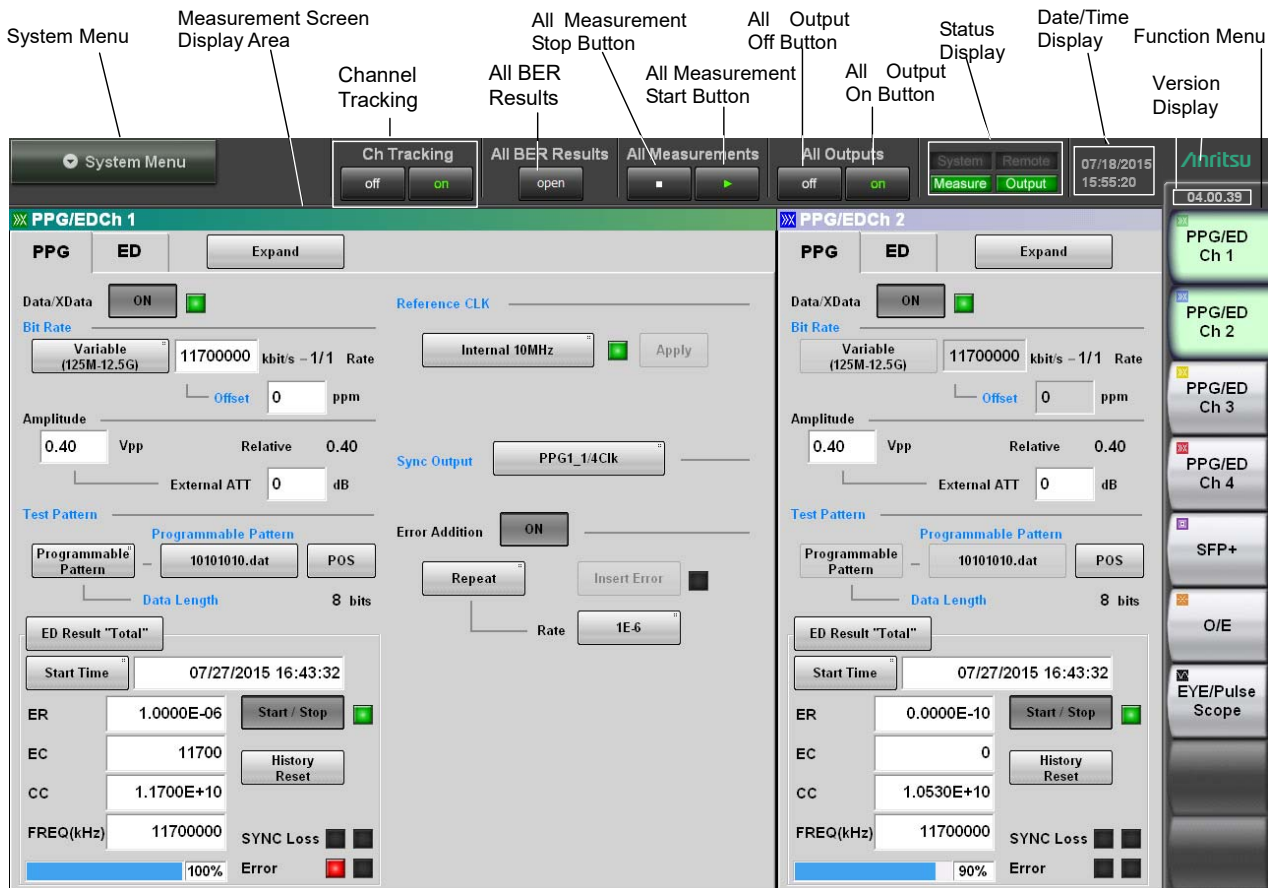 System Menu
Measurement Screen
Display Area
Channel
Tracking
All BER
Results
All Measurement
Stop Button
All Measurement
Start Button
All Output
Off Button
All Output
On Button
Status
Display
Date/Time
Display
Function Menu
Version
Display
System Menu
Ch Tracking
off on
All BER Results
open
All Measurements
All Outputs
off on
System Remote
Measure Output
07/18/2015
15:55:20
Anritsu
04.00.39
PPG/EDCh 1
PPG ED Expand
Data/XData ON
Bit Rate
Variable
(125M-12.5G)
11700000 kbit/s – 1/1 Rate
Offset 0 ppm
Amplitude
0.40 Vpp Relative 0.40
External ATT 0 dB
Test Pattern
Programmable Pattern
Programmable
Pattern
10101010.dat POS
Data Length 8 bits
ED Result "Total"
Start Time 07/27/2015 16:43:32
ER 1.0000E-06 Start / Stop
EC 11700
History
Reset
CC 1.1700E+10
FREQ(kHz) 11700000 SYNC Loss
100% Error
Reference CLK
Internal 10MHz Apply
Sync Output PPG1_1/4Clk
Error Addition ON
Repeat Insert Error
Rate 1E-6
PPG/EDCh 2
PPG ED Expand
Data/XData ON
Bit Rate
Variable
(125M-12.5G)
11700000 kbit/s – 1/1 Rate
Offset 0 ppm
Amplitude
0.40 Vpp Relative 0.40
External ATT 0 dB
Test Pattern
Programmable Pattern
Programmable
Pattern
10101010.dat POS
Data Length 8 bits
ED Result "Total"
Start Time 07/27/2015 16:43:32
ER 0.0000E-10 Start / Stop
EC 0
History
Reset
CC 1.0530E+10
FREQ(kHz) 11700000 SYNC Loss
90% Error
PPG/ED
Ch 1
PPG/ED
Ch 2
PPG/ED
Ch 3
PPG/ED
Ch 4
SFP+
O/E
EYE/Pulse
Scope